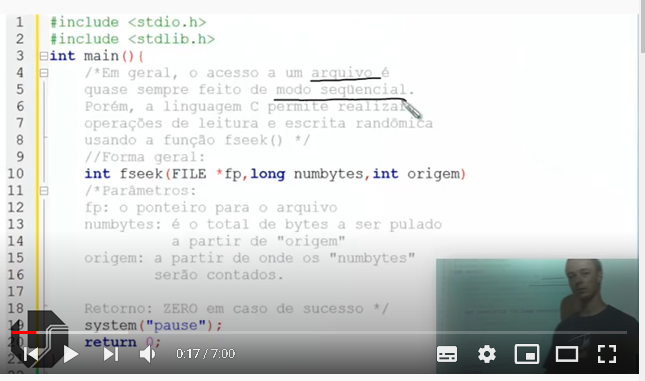 1 #include <stdio.h>
2 #include <stdlib.h>
3 int main(){
4 /*Em geral, o acesso a um arquivo é
5 quase sempre feito de modo seqüencial.
6 Porém, a linguagem C permite realizar
7 operações de leitura e escrita randômica
8 usando a função fseek() */
9 //Forma geral:
10 int fseek(FILE *fp,long numbytes,int origem)
11 /*Parâmetros:
12 fp: o ponteiro para o arquivo
13 numbytes: é o total de bytes a ser pulado
14 a partir de "origem"
15 origem: a partir de onde os "numbytes"
16 serão contados.
17
18 Retorno: ZERO em caso de sucesso */
19 system("pause");
20 return 0;
0:17 / 7:00